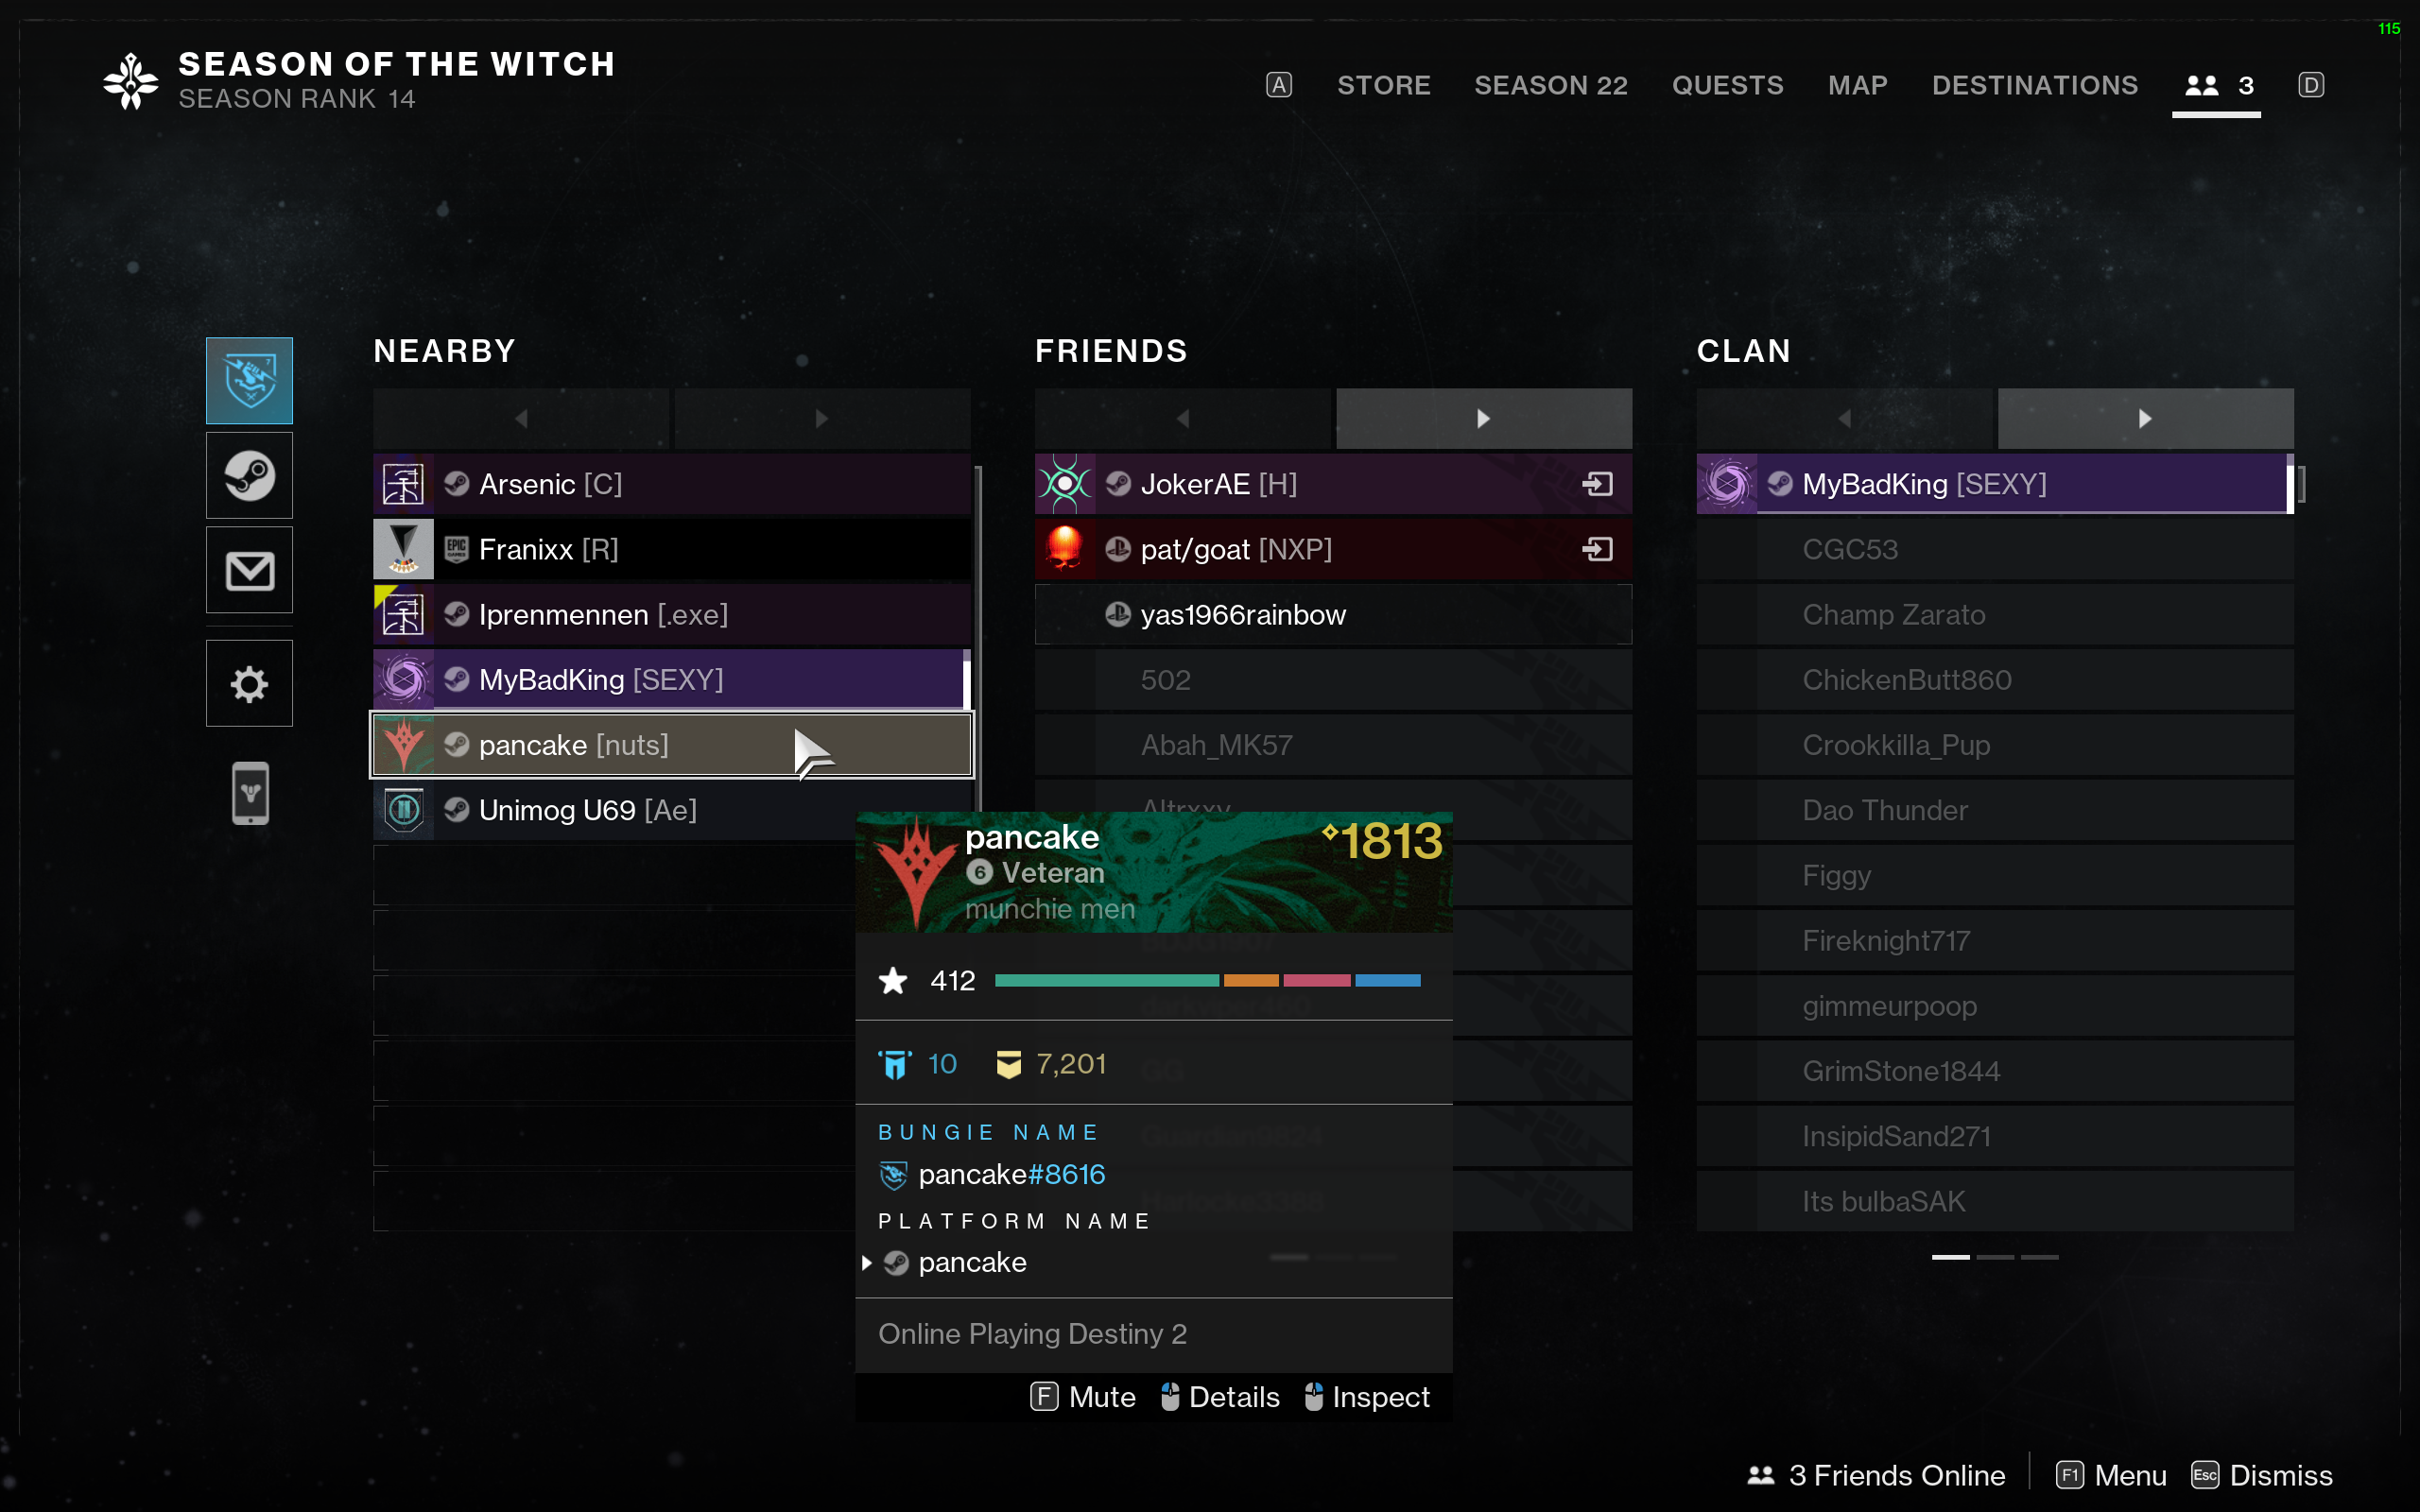 115
SEASON OF THE WITCH
SEASON RANK 14
A STORE SEASON 22 QUESTS MAP DESTINATIONS 3 D
NEARBY
Arsenic [C]
EPIC GAMES Franixx [R]
Iprenmennen [.exe]
MyBadKing [SEXY]
pancake [nuts]
Unimog U69 [Ae]
FRIENDS
JokerAE [H]
pat/goat [NXP]
yas1966rainbow
502
Abah_MK57
CLAN
MyBadKing [SEXY]
CGC53
Champ Zarato
ChickenButt860
Crookkilla_Pup
Dao Thunder
Figgy
Fireknight717
gimmeurpoop
GrimStone1844
InsipidSand271
Its bulbaSAK
pancake 1813
6 Veteran
munchie men
412
10 7,201
BUNGIE NAME
pancake#8616
PLATFORM NAME
pancake
Online Playing Destiny 2
F Mute Details Inspect
3 Friends Online F1 Menu Esc Dismiss